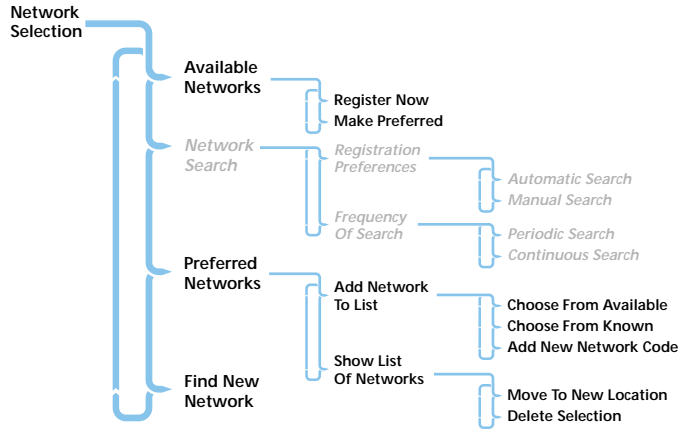 Network
Selection
Available
Networks
Register Now
Make Preferred
Network
Search
Registration
Preferences
Automatic Search
Manual Search
Frequency
Of Search
Periodic Search
Continuous Search
Preferred
Networks
Add Network
To List
Choose From Available
Choose From Known
Add New Network Code
Show List
Of Networks
Move To New Location
Delete Selection
Find New
Network